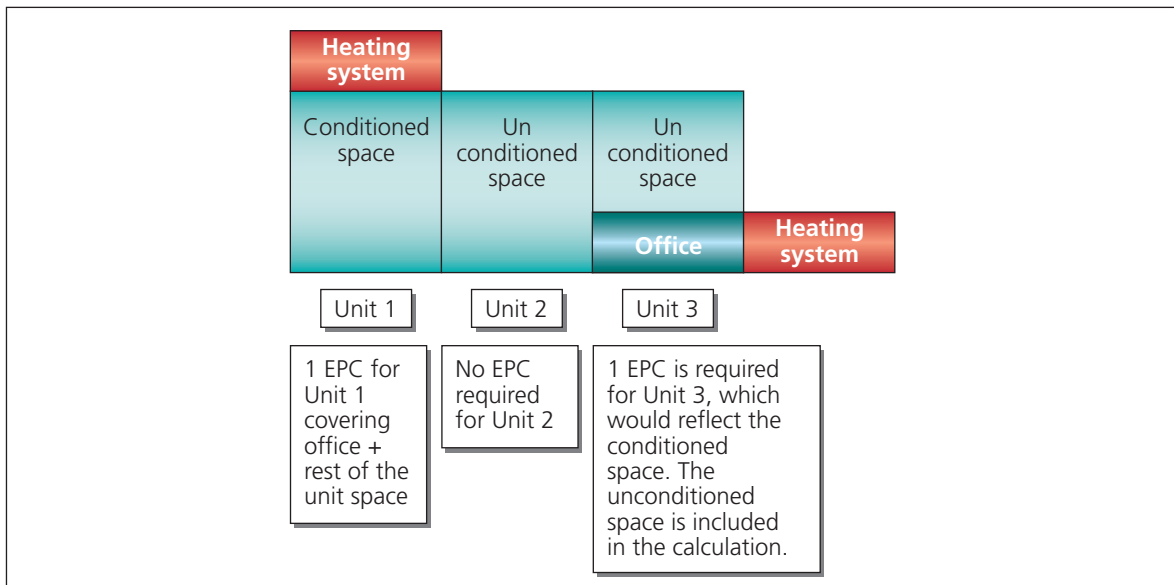 Heating
system
Conditioned
space
Un
conditioned
space
Un
conditioned
space
Office
Heating
system
Unit 1
Unit 2
Unit 3
1 EPC for
Unit 1
covering
office +
rest of the
unit space
No EPC
required
for Unit 2
1 EPC is required
for Unit 3, which
would reflect the
conditioned
space. The
unconditioned
space is included
in the calculation.